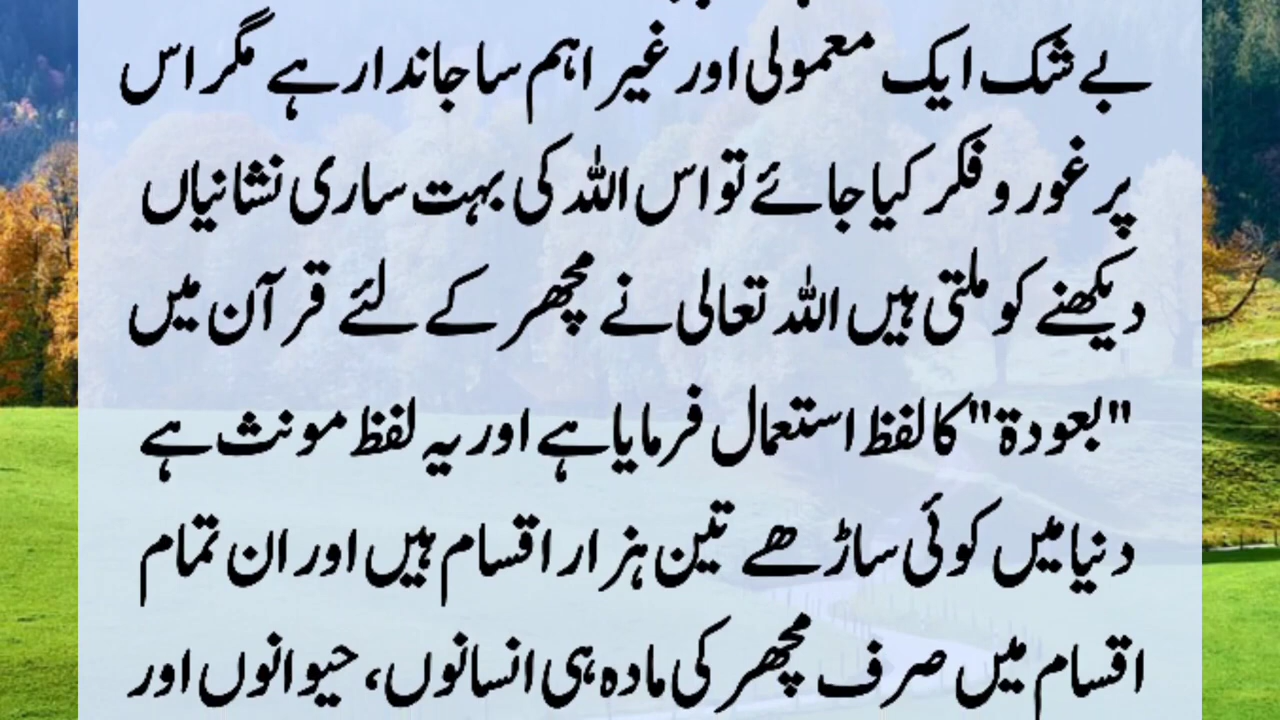 بے شک ایک معمولی اور غیر اہم سا جاندار ہے مگر اس
پر غور و فکر کیا جائے تو اس اللہ کی بہت ساری نشانیاں
دیکھنے کو ملتی ہیں اللہ تعالی نے مچھر کے لئے قرآن میں
"بعودة" کا لفظ استعمال فرمایا ہے اور یہ لفظ مونث ہے
دنیا میں کوئی ساڑھے تین ہزار اقسام ہیں اور ان تمام
اقسام میں صرف مچھر کی مادہ ہی انسانوں، حیوانوں اور